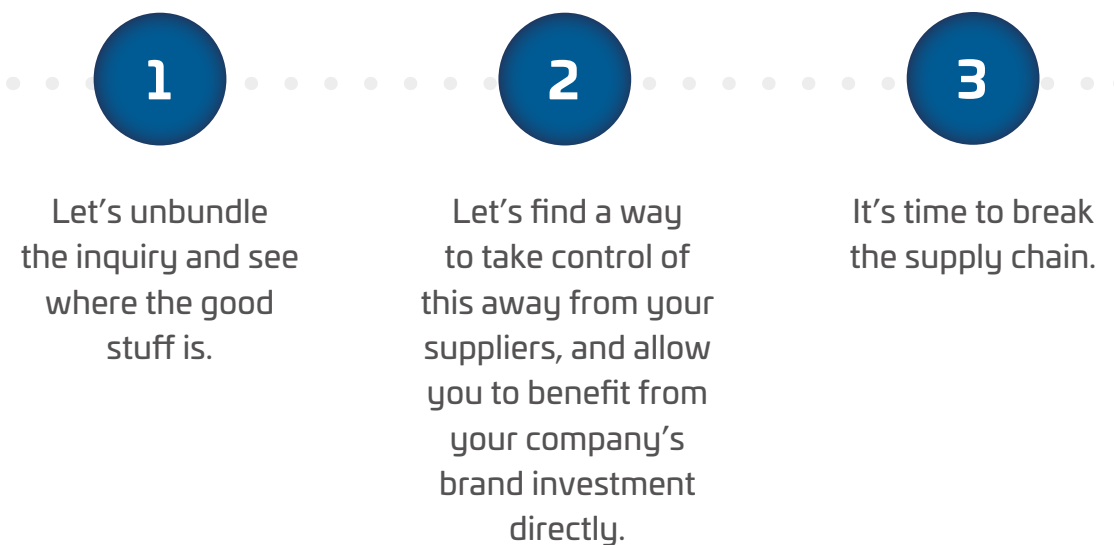 1
Let's unbundle
the inquiry and see
where the good
stuff is.
2
Let's find a way
to take control of
this away from your
suppliers, and allow
you to benefit from
your company's
brand investment
directly.
3
It's time to break
the supply chain.